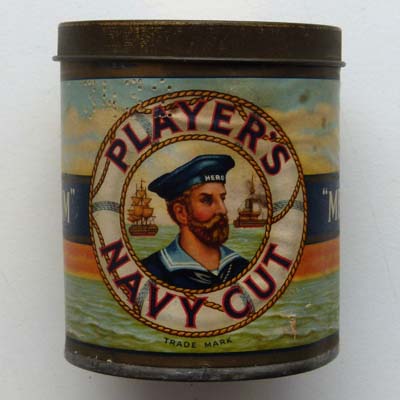 PLAYER'S
HERO
NAVY CUT
TRADE MARK